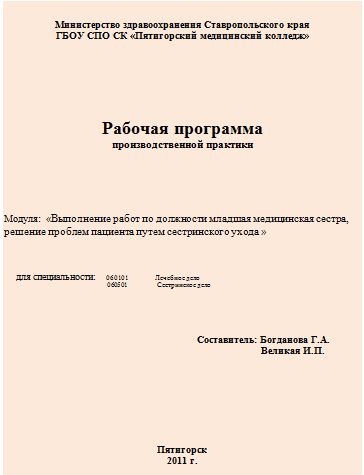 Министерство здравоохранения Ставропольского края
ГБОУ СПО СК «Пятигорский медицинский колледж»
Рабочая программа
производственной практики
Модуля: «Выполнение работ по должности младшая медицинская сестра,
решение проблем пациента путем сестринского ухода »
для специальности: 060101 Лечебное дело
060501 Сестринское дело
Составитель: Богданова Г.А.
Великая И.П.
Пятигорск
2011 г.